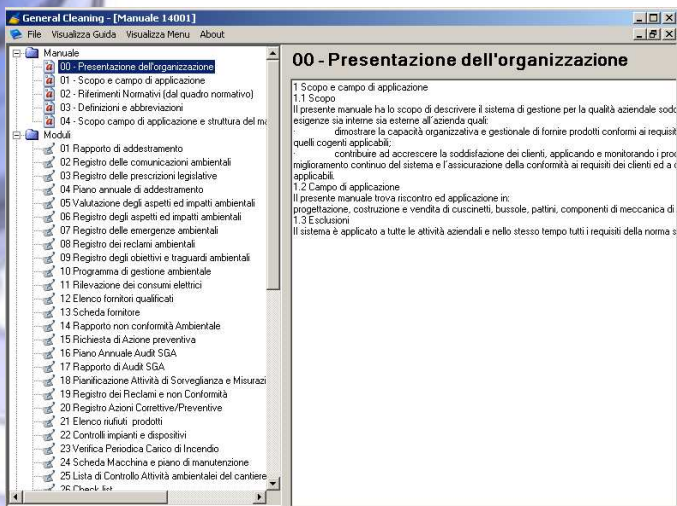 General Cleaning - [Manuale 14001]
File Visualizza Guida Visualizza Menu About
Manuale
00 - Presentazione dell'organizzazione
01 - Scopo e campo di applicazione
02 - Riferimenti Normativi (dal quadro normativo)
03 - Definizioni e abbreviazioni
04 - Scopo campo di applicazione e struttura del ma
Moduli
01 Rapporto di addestramento
02 Registro delle comunicazioni ambientali
03 Registro delle prescrizioni legislative
04 Piano annuale di addestramento
05 Valutazione degli aspetti ed impatti ambientali
06 Registro degli aspetti ed impatti ambientali
07 Registro delle emergenze ambientali
08 Registro dei reclami ambientali
09 Registro degli obiettivi e traguardi ambientali
10 Programma di gestione ambientale
11 Rilevazione dei consumi elettrici
12 Elenco fornitori qualificati
13 Scheda fornitore
14 Rapporto non conformità Ambientale
15 Richiesta di Azione preventiva
16 Piano Annuale Audit SGA
17 Rapporto di Audit SGA
18 Pianificazione Attività di Sorveglianza e Misurazi
19 Registro dei Reclami e non Conformità
20 Registro Azioni Correttive/Preventive
21 Elenco riufiuti prodotti
22 Controlli impianti e dispositivi
23 Verifica Periodica Carico di Incendio
24 Scheda Macchina e piano di manutenzione
25 Lista di Controllo Attività ambientalei del cantiere
26 Check list
00 - Presentazione dell'organizzazione
1 Scopo e campo di applicazione
1.1 Scopo
Il presente manuale ha lo scopo di descrivere il sistema di gestione per la qualità aziendale sodd
esigenze sia interne sia esterne all'azienda quali:
· dimostrare la capacità organizzativa e gestionale di fornire prodotti conformi ai requisit
quelli cogenti applicabili;
· contribuire ad accrescere la soddisfazione dei clienti, applicando e monitorando i proc
miglioramento continuo del sistema e l'assicurazione della conformità ai requisiti dei clienti ed a
applicabili.
1.2 Campo di applicazione
Il presente manuale trova riscontro ed applicazione in:
progettazione, costruzione e vendita di cuscinetti, bussole, pattini, componenti di meccanica di
1.3 Esclusioni
Il sistema è applicato a tutte le attività aziendali e nello stesso tempo tutti i requisiti della norma s